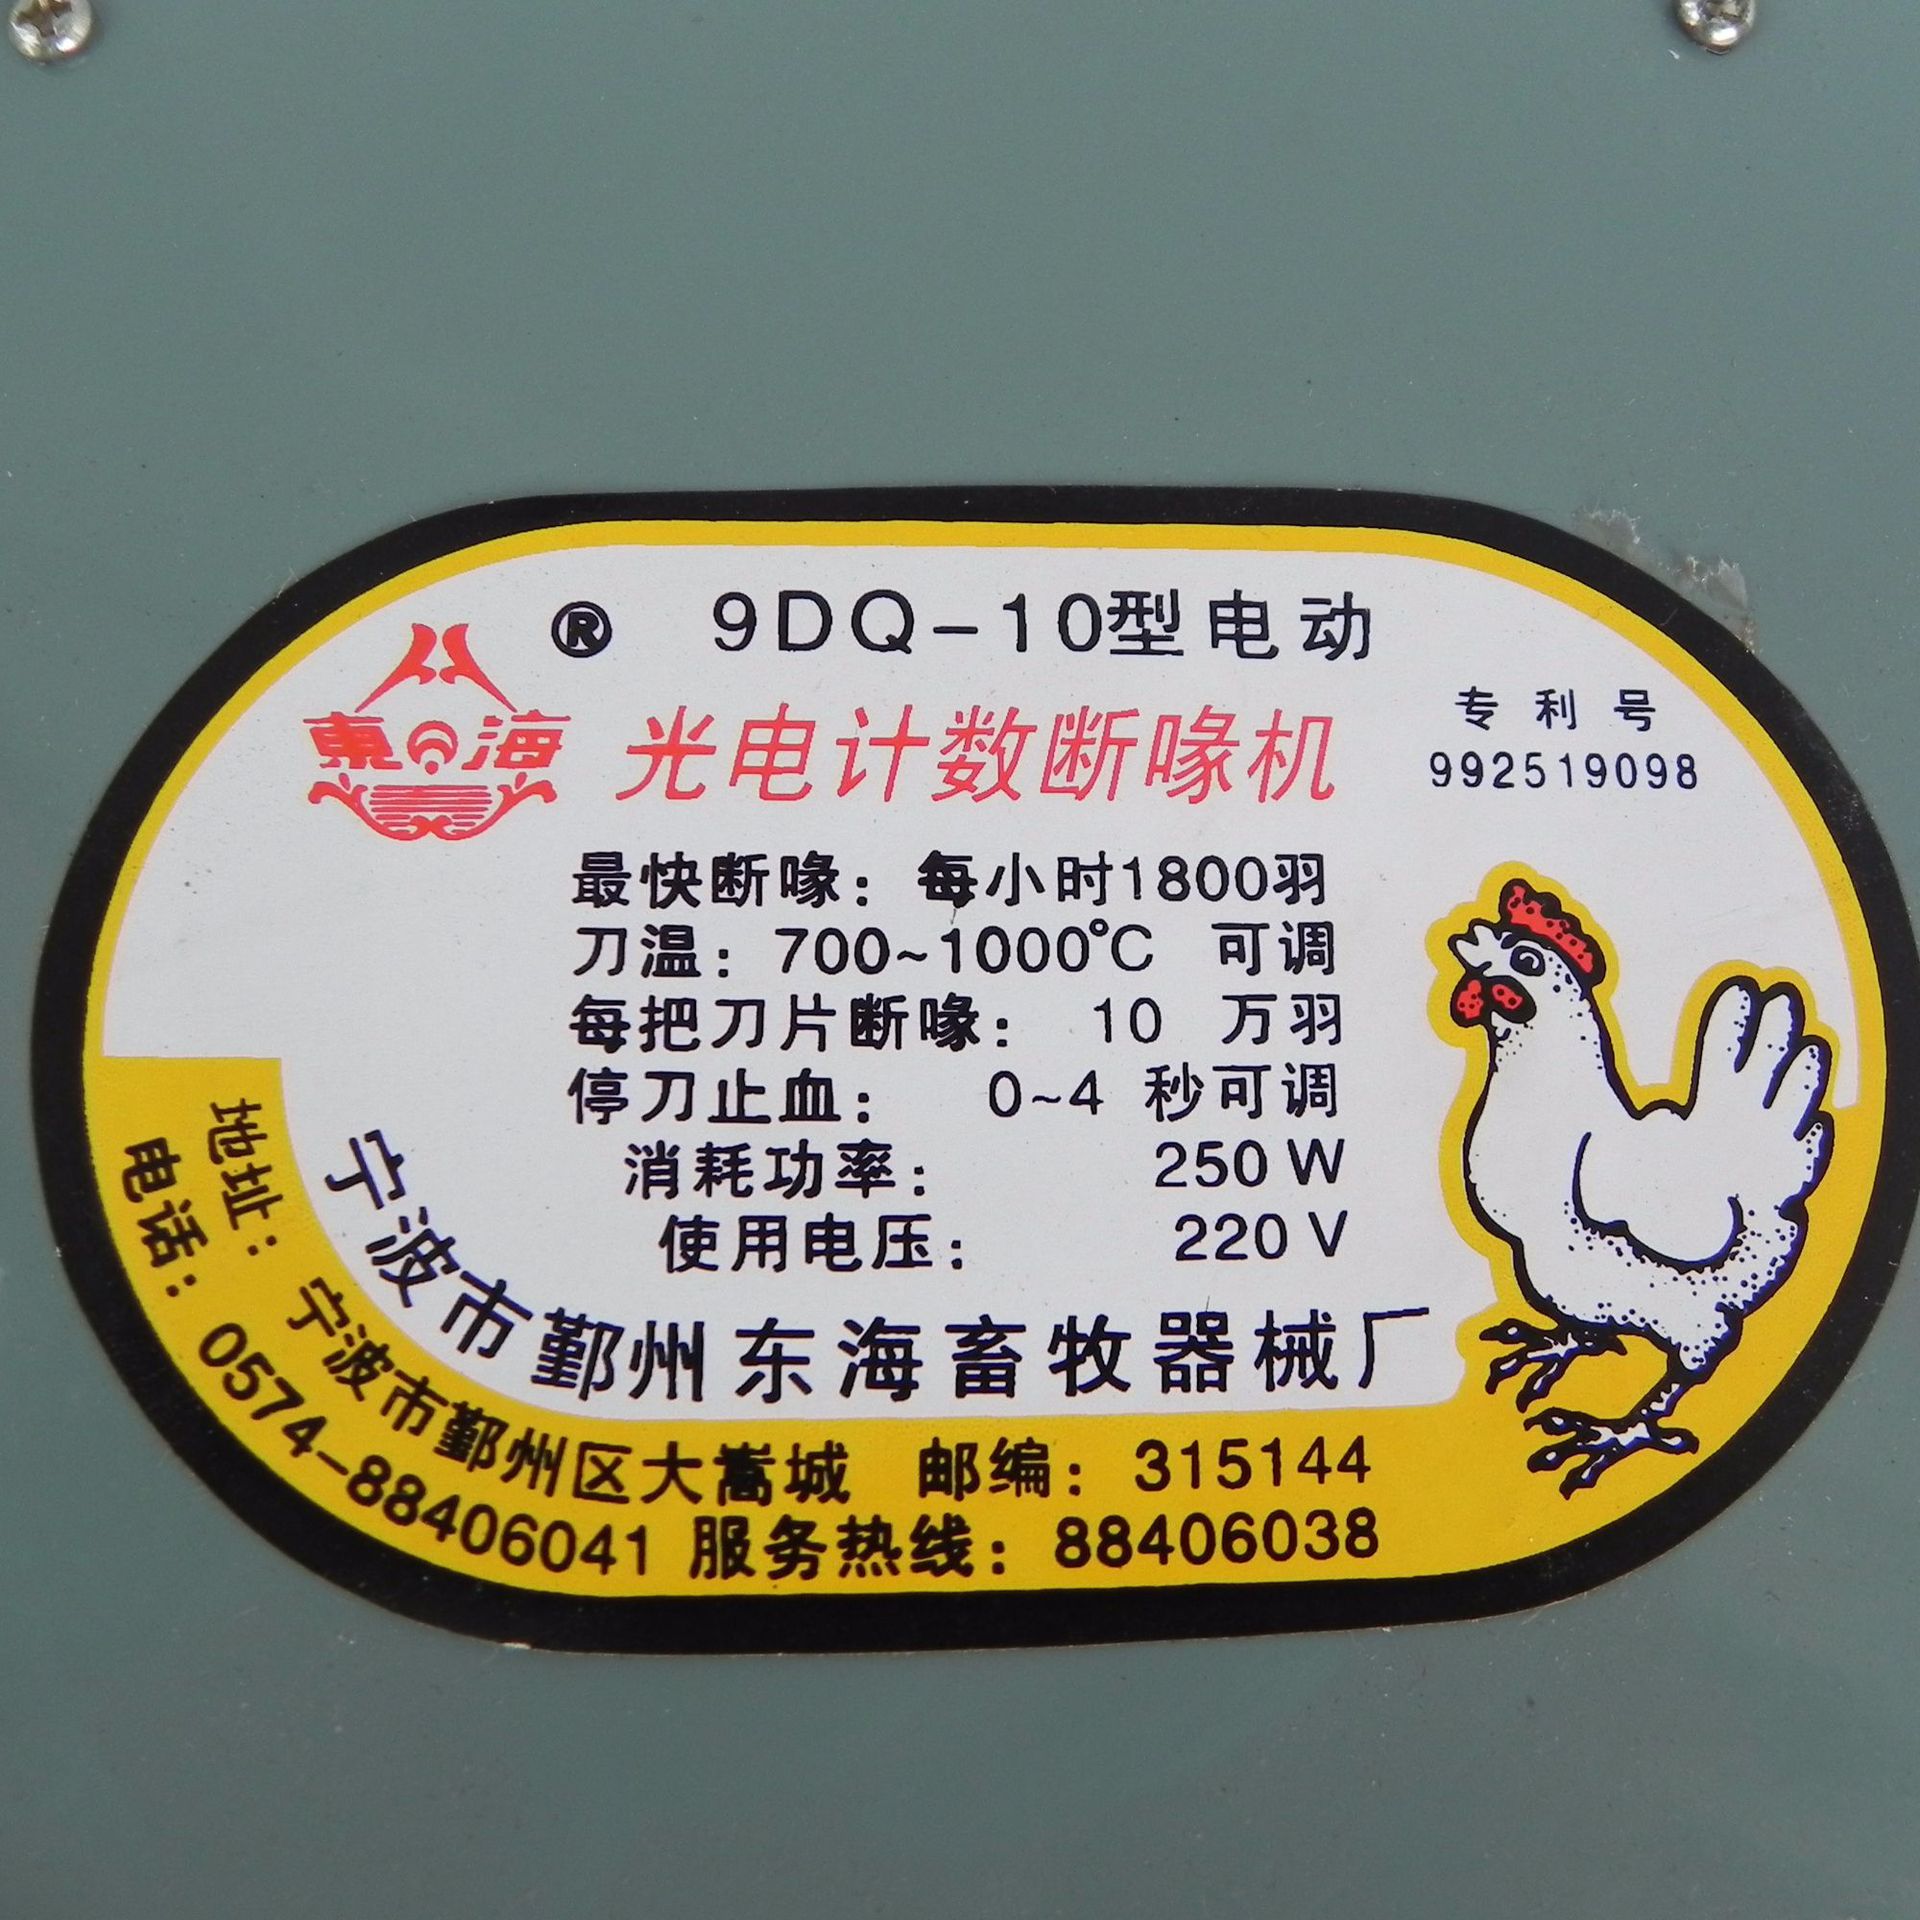 ® 9DQ-10型电动
東海 光电计数断喙机
专利号
992519098
最快断喙：每小时1800羽
刀温：700~1000℃ 可调
每把刀片断喙： 10 万羽
停刀止血： 0~4 秒可调
消耗功率： 250W
使用电压： 220V
宁波市鄞州东海畜牧器械厂
地址：宁波市鄞州区大嵩城 邮编：315144
电话：0574-88406041 服务热线：88406038